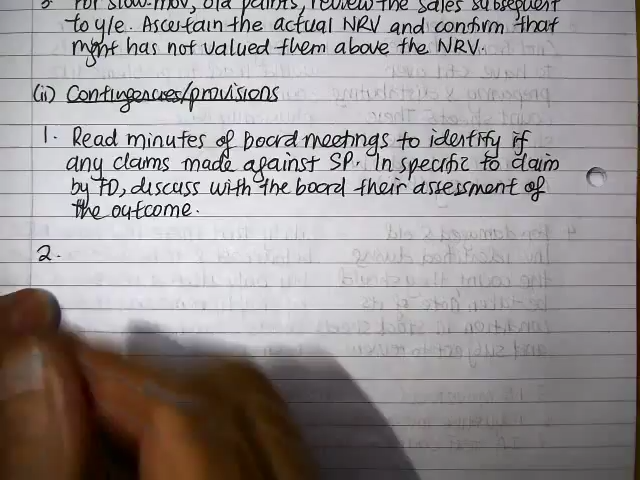 3. For slow-mov, old paints, review the sales subsequent
to y/e. Ascertain the actual NRV and confirm that
mgmt has not valued them above the NRV.
(ii) Contingencies/provisions
1. Read minutes of board meetings to identify if
any claims made against SP. In specific to claim
by TD, discuss with the board their assessment of
the outcome.
2.